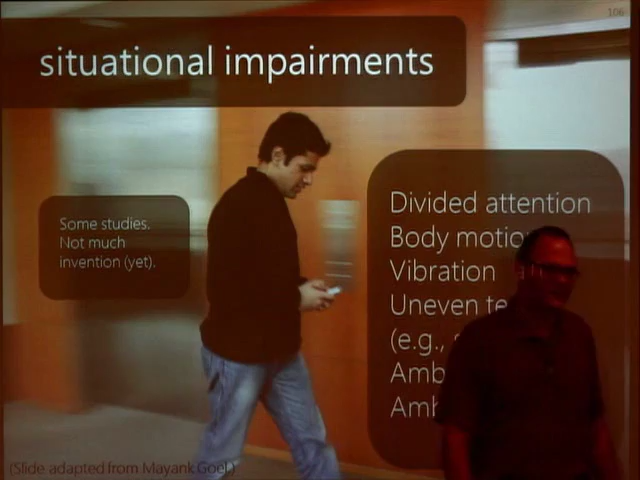 106
situational impairments
Some studies.
Not much
invention (yet).
Divided attention
Body motio
Vibration
Uneven te
(e.g.,
Amb
Amb
(Slide adapted from Mayank Goel)